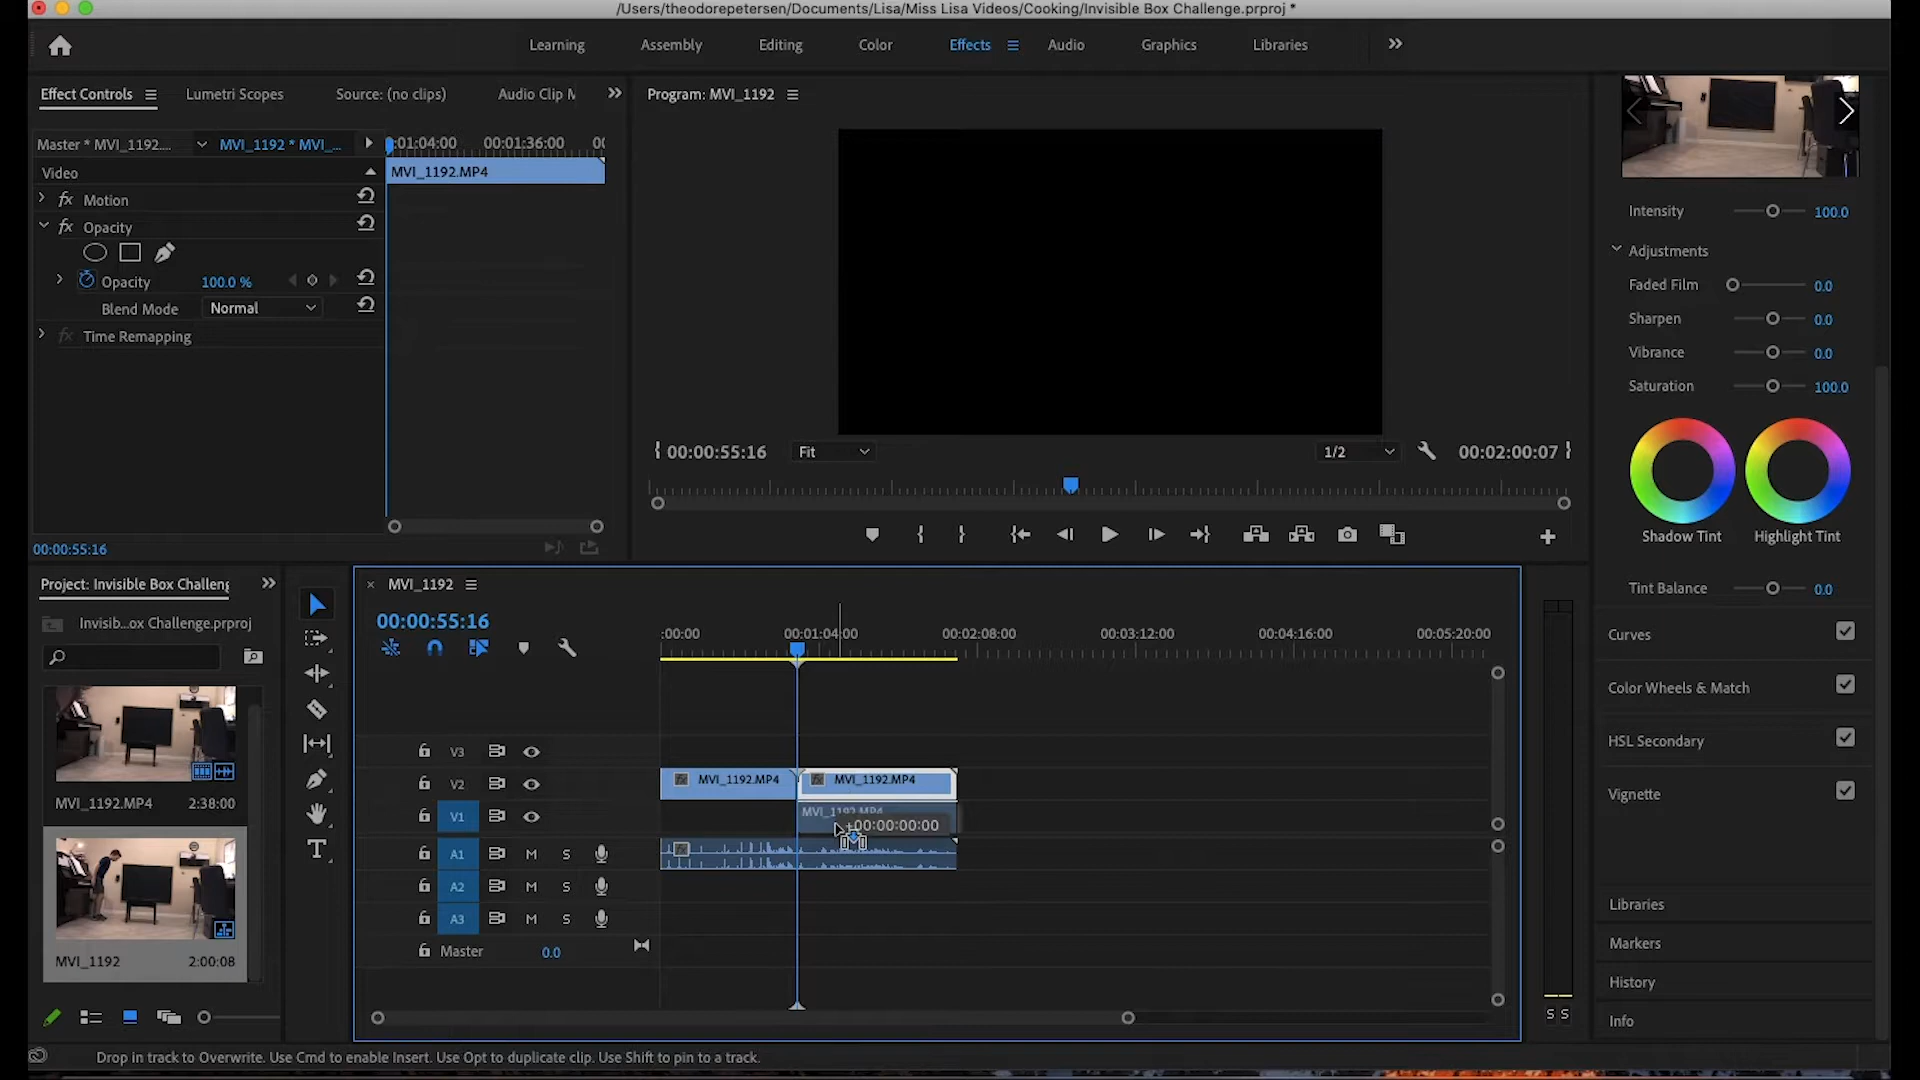 /Users/theodorepetersen/Documents/Lisa/Miss Lisa Videos/Cooking/Invisible Box Challenge.prproj *
Learning
Assembly
Editing
Color
Effects
Audio
Graphics
Libraries
Effect Controls
Lumetri Scopes
Source: (no clips)
Audio Clip M
Program: MVI_1192
Master * MVI_1192....
MVI_1192 * MVI_...
:01:04:00
00:01:36:00
00
Video
MVI_1192.MP4
fx Motion
fx Opacity
Opacity
100.0 %
Blend Mode
Normal
fx Time Remapping
00:00:55:16
00:00:55:16
Fit
1/2
00:02:00:07
Intensity
100.0
Adjustments
Faded Film
0.0
Sharpen
0.0
Vibrance
0.0
Saturation
100.0
Shadow Tint
Highlight Tint
Tint Balance
0.0
Curves
Color Wheels & Match
HSL Secondary
Vignette
Libraries
Markers
History
Info
Project: Invisible Box Challeng
Invisib...ox Challenge.prproj
MVI_1192.MP4
2:38:00
MVI_1192
2:00:08
T
× MVI_1192
00:00:55:16
:00:00
00:01:04:00
00:02:08:00
00:03:12:00
00:04:16:00
00:05:20:00
V3
V2
fx MVI_1192.MP4
fx MVI_1192.MP4
V1
MVI_1192.MP4
+00:00:00:00
A1
M
S
fx
A2
M
S
A3
M
S
Master
0.0
S S
Drop in track to Overwrite. Use Cmd to enable Insert. Use Opt to duplicate clip. Use Shift to pin to a track.